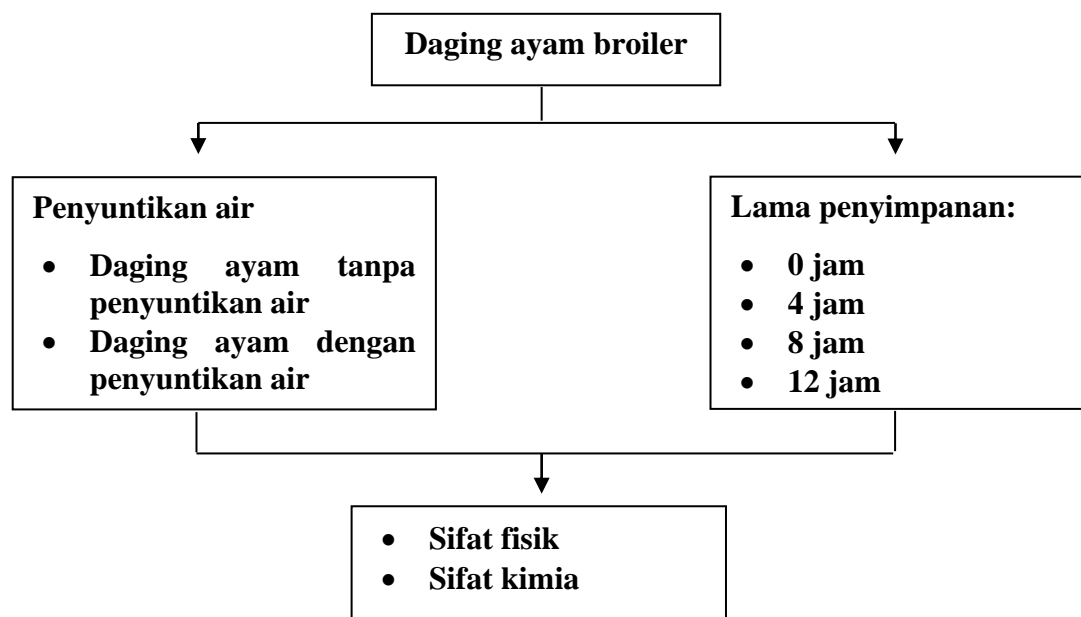 Daging ayam broiler
Penyuntikan air
• Daging ayam tanpa
penyuntikan air
• Daging ayam dengan
penyuntikan air
Lama penyimpanan:
• 0 jam
• 4 jam
• 8 jam
• 12 jam
• Sifat fisik
• Sifat kimia